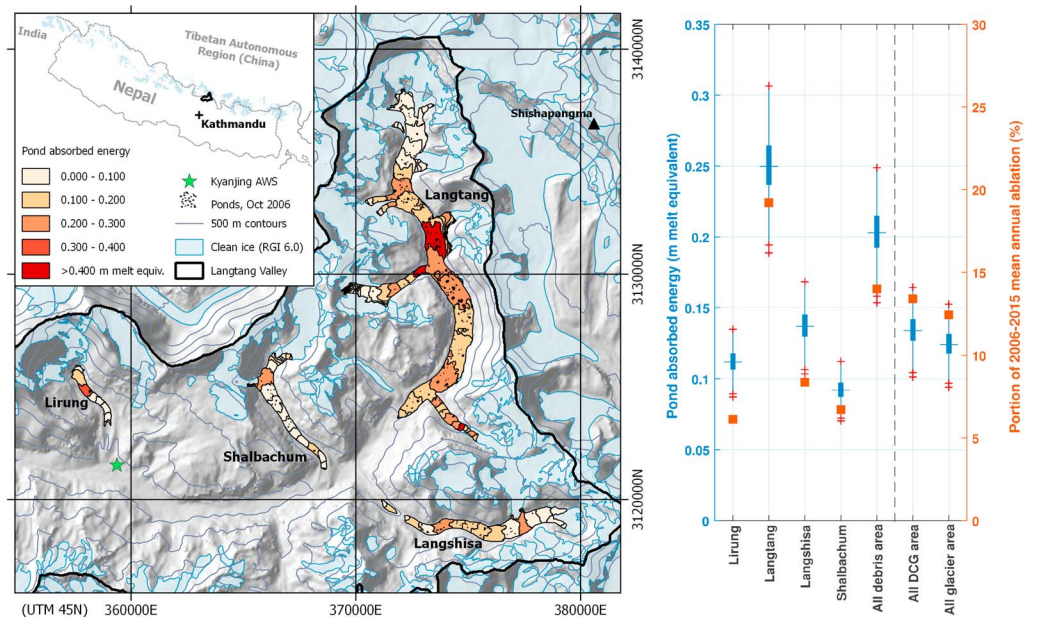 India
Tibetan Autonomous
Region (China)
Nepal
Kathmandu
Pond absorbed energy
0.000 - 0.100
0.100 - 0.200
0.200 - 0.300
0.300 - 0.400
>0.400 m melt equiv.
Kyanjing AWS
Ponds, Oct 2006
500 m contours
Clean ice (RGI 6.0)
Langtang Valley
Shishapangma
Langtang
Lirung
Shalbachum
Langshisa
3140000N
3130000N
3120000N
(UTM 45N)
360000E
370000E
380000E
Pond absorbed energy (m melt equivalent)
0.35
0.3
0.25
0.2
0.15
0.1
0.05
0
30
25
20
15
10
5
0
Portion of 2006-2015 mean annual ablation (%)
Lirung
Langtang
Langshisa
Shalbachum
All debris area
All DCG area
All glacier area